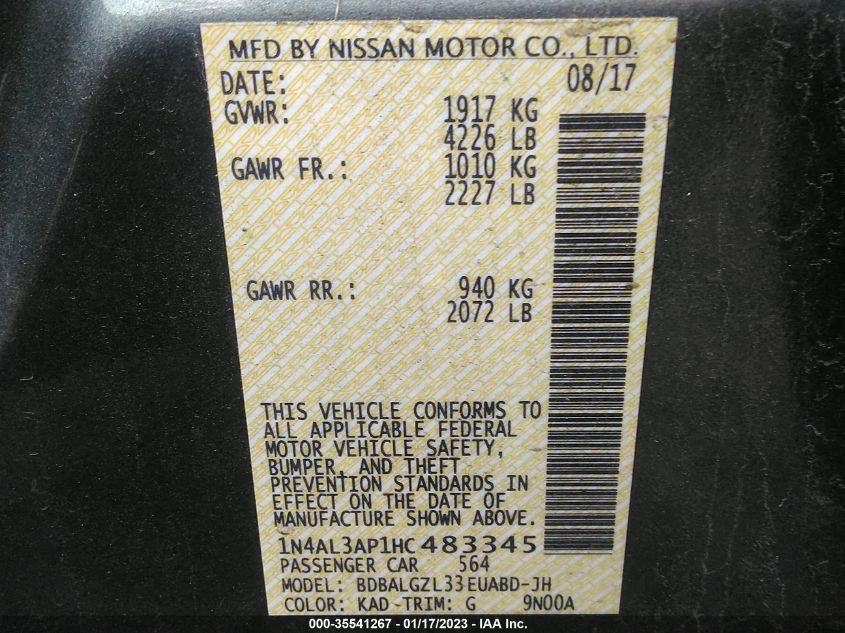 MFD BY NISSAN MOTOR CO., LTD.
DATE: 08/17
GVWR: 1917 KG
4226 LB
GAWR FR.: 1010 KG
2227 LB
GAWR RR.: 940 KG
2072 LB
THIS VEHICLE CONFORMS TO
ALL APPLICABLE FEDERAL
MOTOR VEHICLE SAFETY,
BUMPER, AND THEFT
PREVENTION STANDARDS IN
EFFECT ON THE DATE OF
MANUFACTURE SHOWN ABOVE.
1N4AL3AP1HC483345
PASSENGER CAR 564
MODEL: BDBALGZL33EUABD-JH
COLOR: KAD-TRIM: G 9N00A
000-35541267 - 01/17/2023 - IAA Inc.